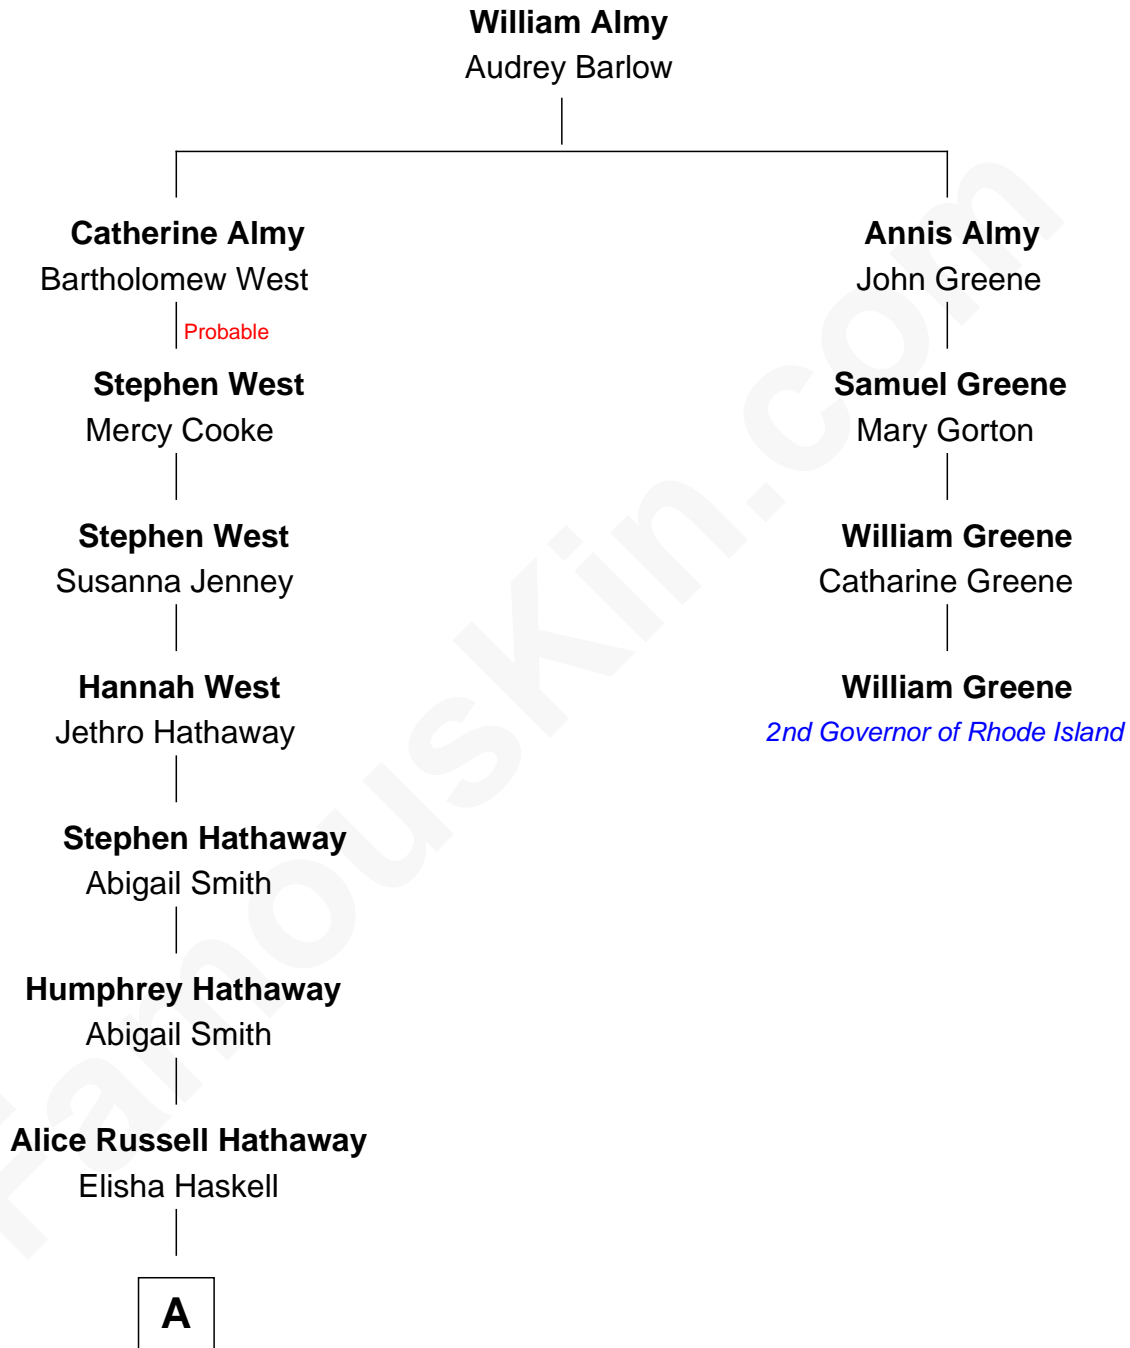 William Almy
Audrey Barlow
Catherine Almy
Bartholomew West
Probable
Stephen West
Mercy Cooke
Stephen West
Susanna Jenney
Hannah West
Jethro Hathaway
Stephen Hathaway
Abigail Smith
Humphrey Hathaway
Abigail Smith
Alice Russell Hathaway
Elisha Haskell
A
Annis Almy
John Greene
Samuel Greene
Mary Gorton
William Greene
Catharine Greene
William Greene
2nd Governor of Rhode Island
FamousKin.com